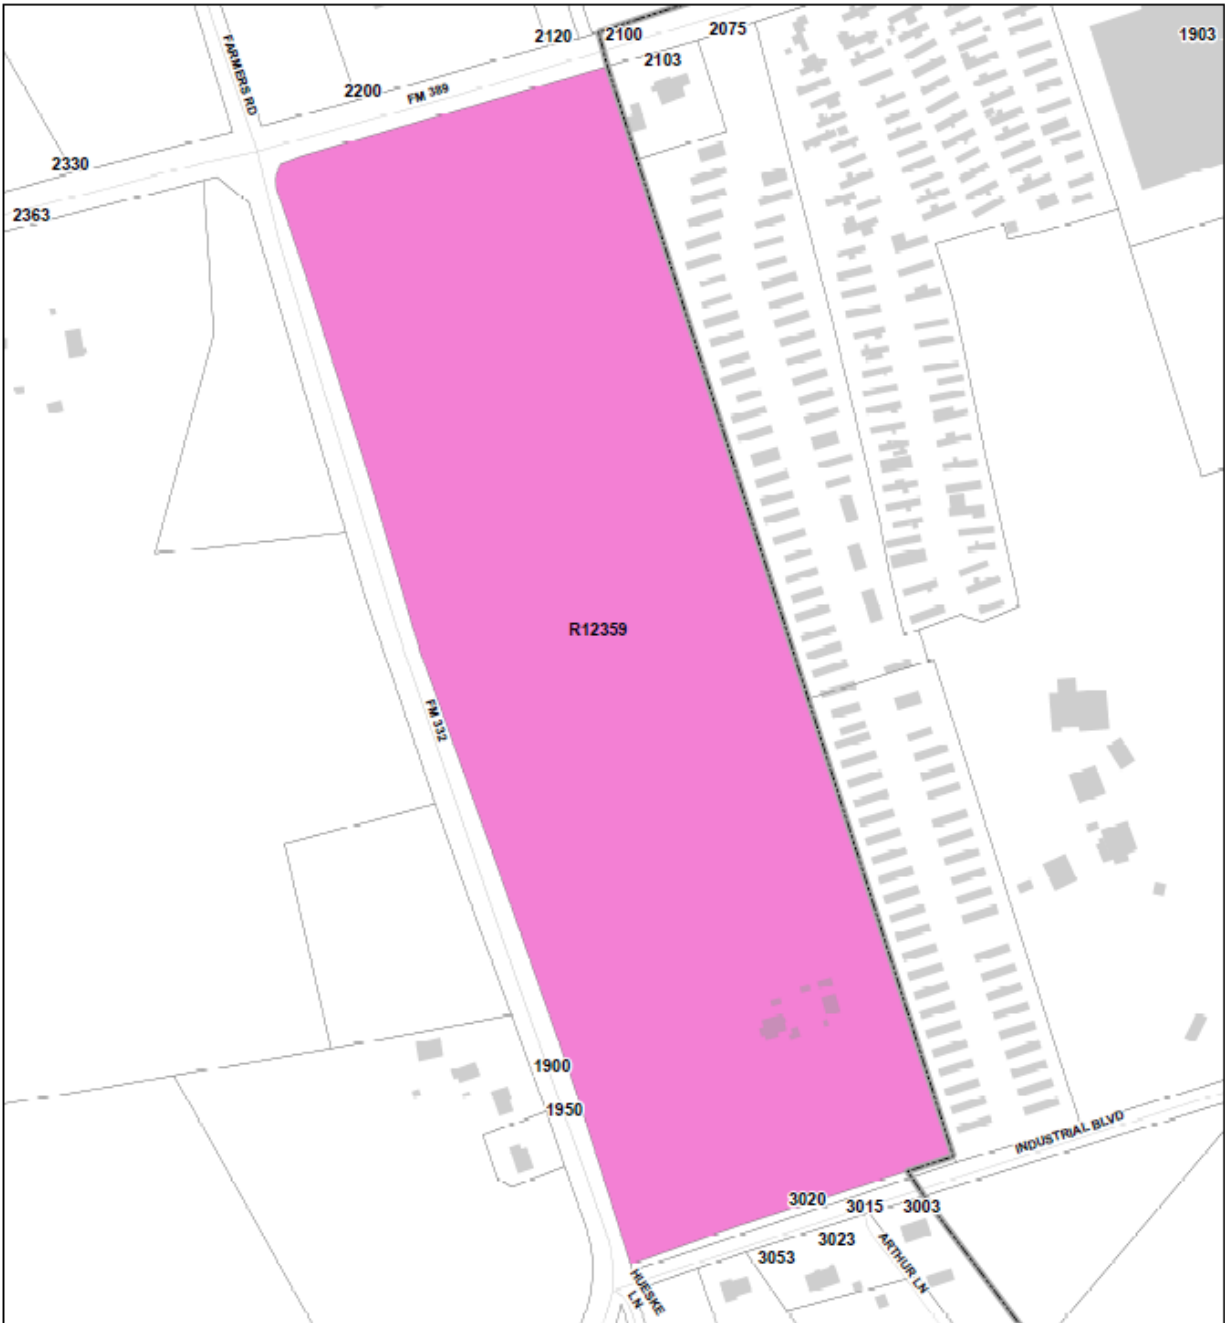 2120
2100
2075
1903
2103
FARMERS RD
2200
FM 389
2330
2363
R12359
FM 332
1900
1950
INDUSTRIAL BLVD
3020
3015
3003
3023
3053
ARTHUR LN
HUESKE
LN